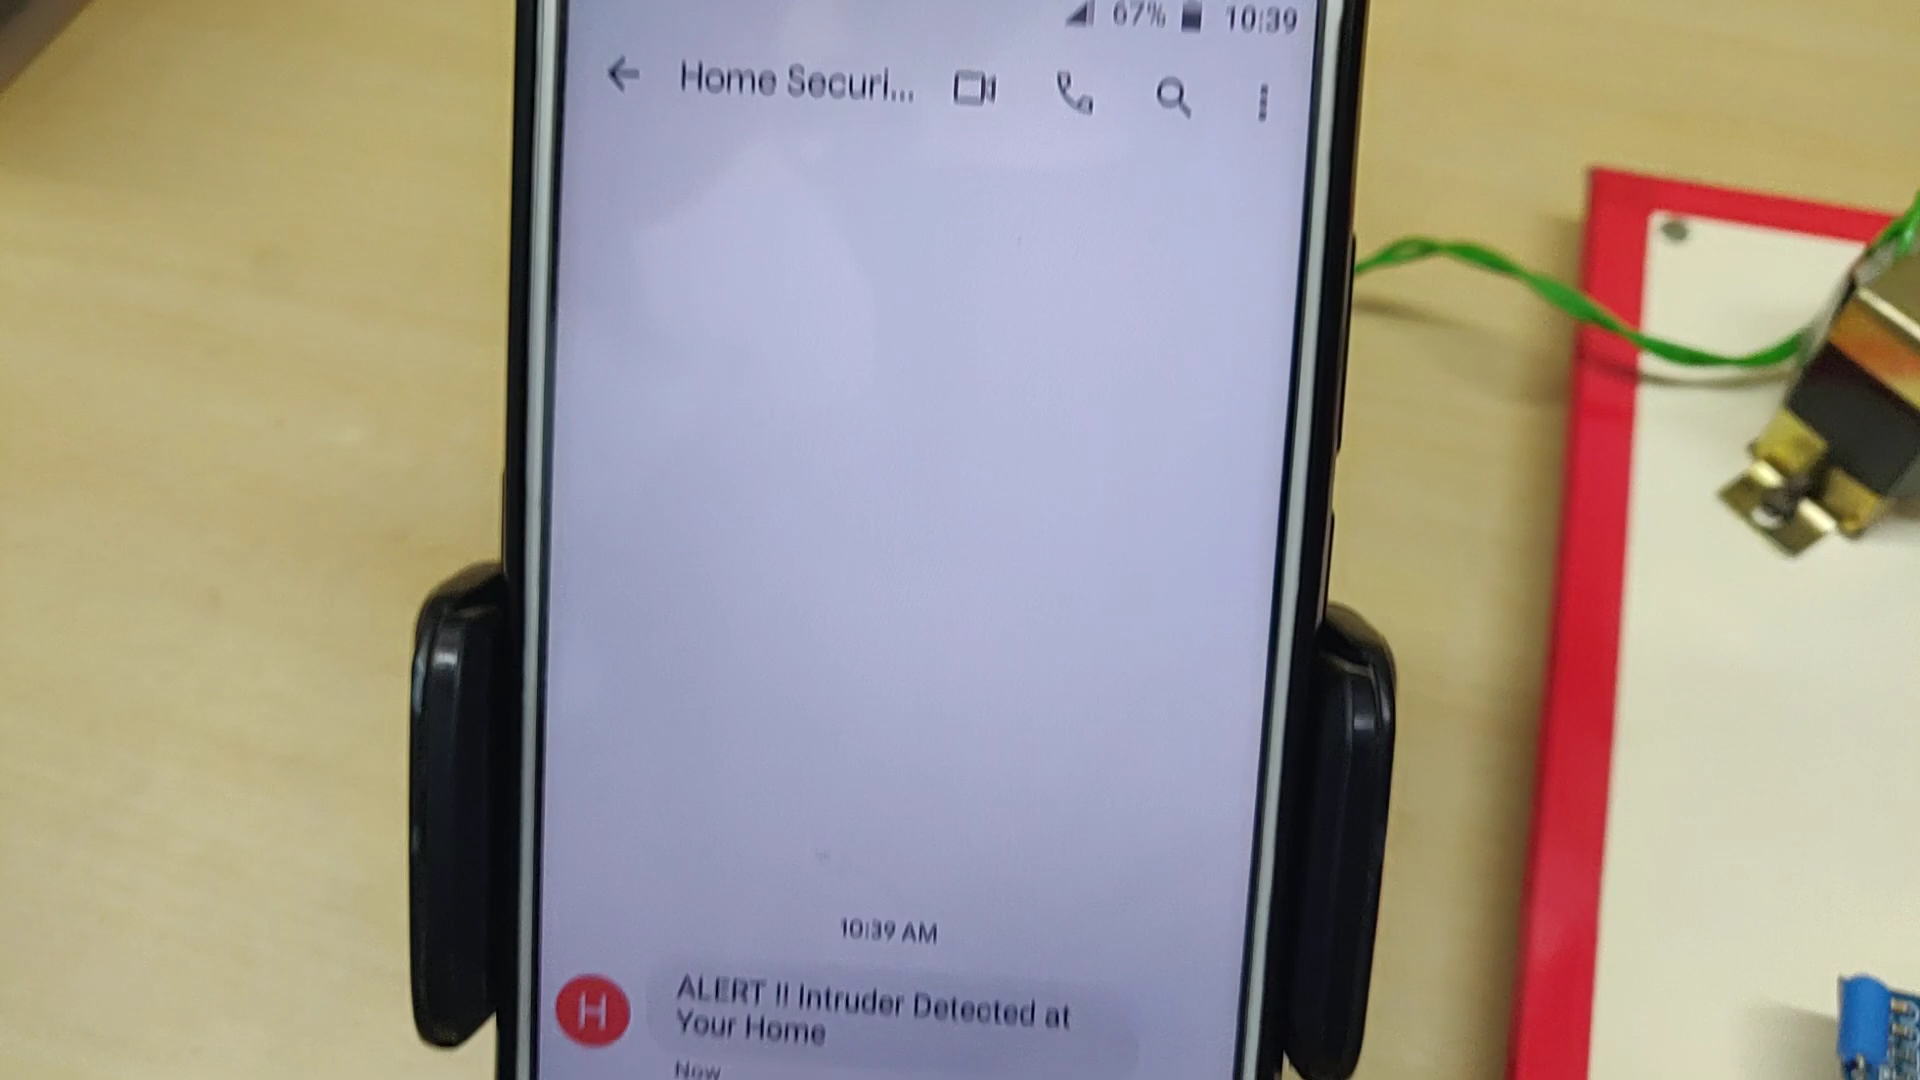 67% 10:39
Home Securi...
10:39 AM
H
ALERT !! Intruder Detected at
Your Home
Now